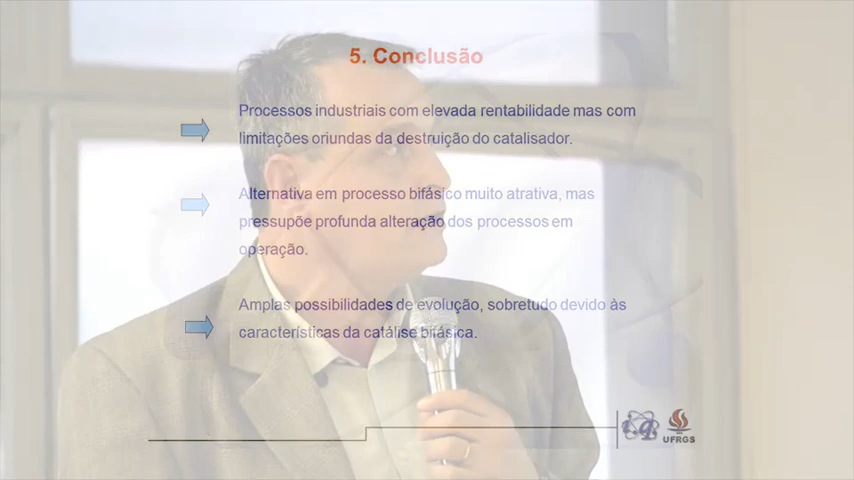 5. Conclusão
Processos industriais com elevada rentabilidade mas com
limitações oriundas da destruição do catalisador.
Alternativa em processo bifásico muito atrativa, mas
pressupõe profunda alteração dos processos em
operação.
Amplas possibilidades de evolução, sobretudo devido às
características da catálise bifásica.
UFRGS